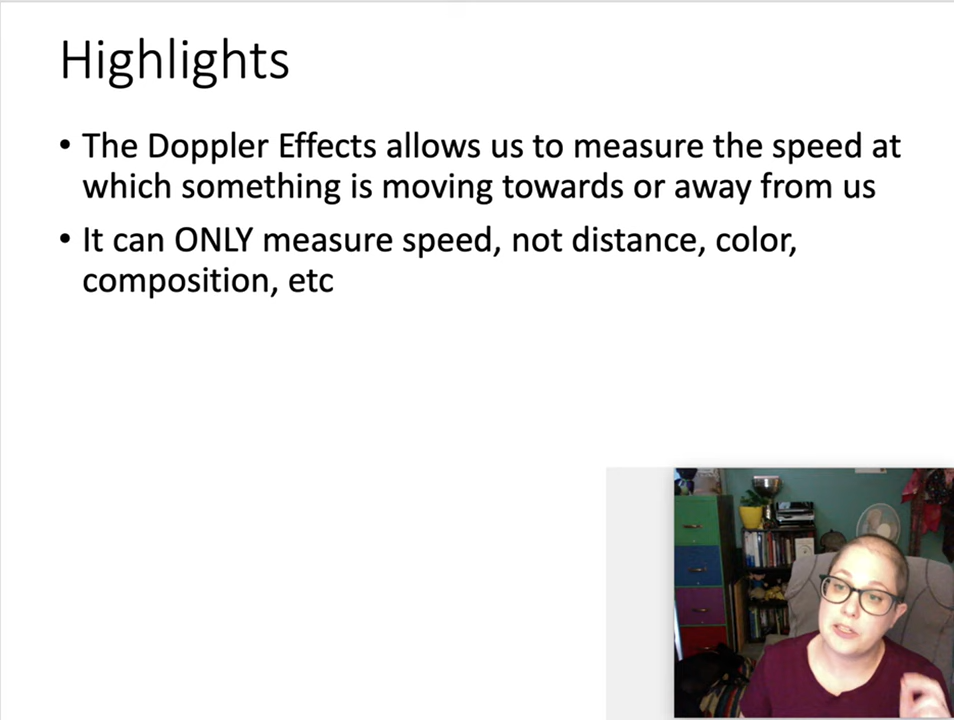 Highlights
• The Doppler Effects allows us to measure the speed at
which something is moving towards or away from us
• It can ONLY measure speed, not distance, color,
composition, etc